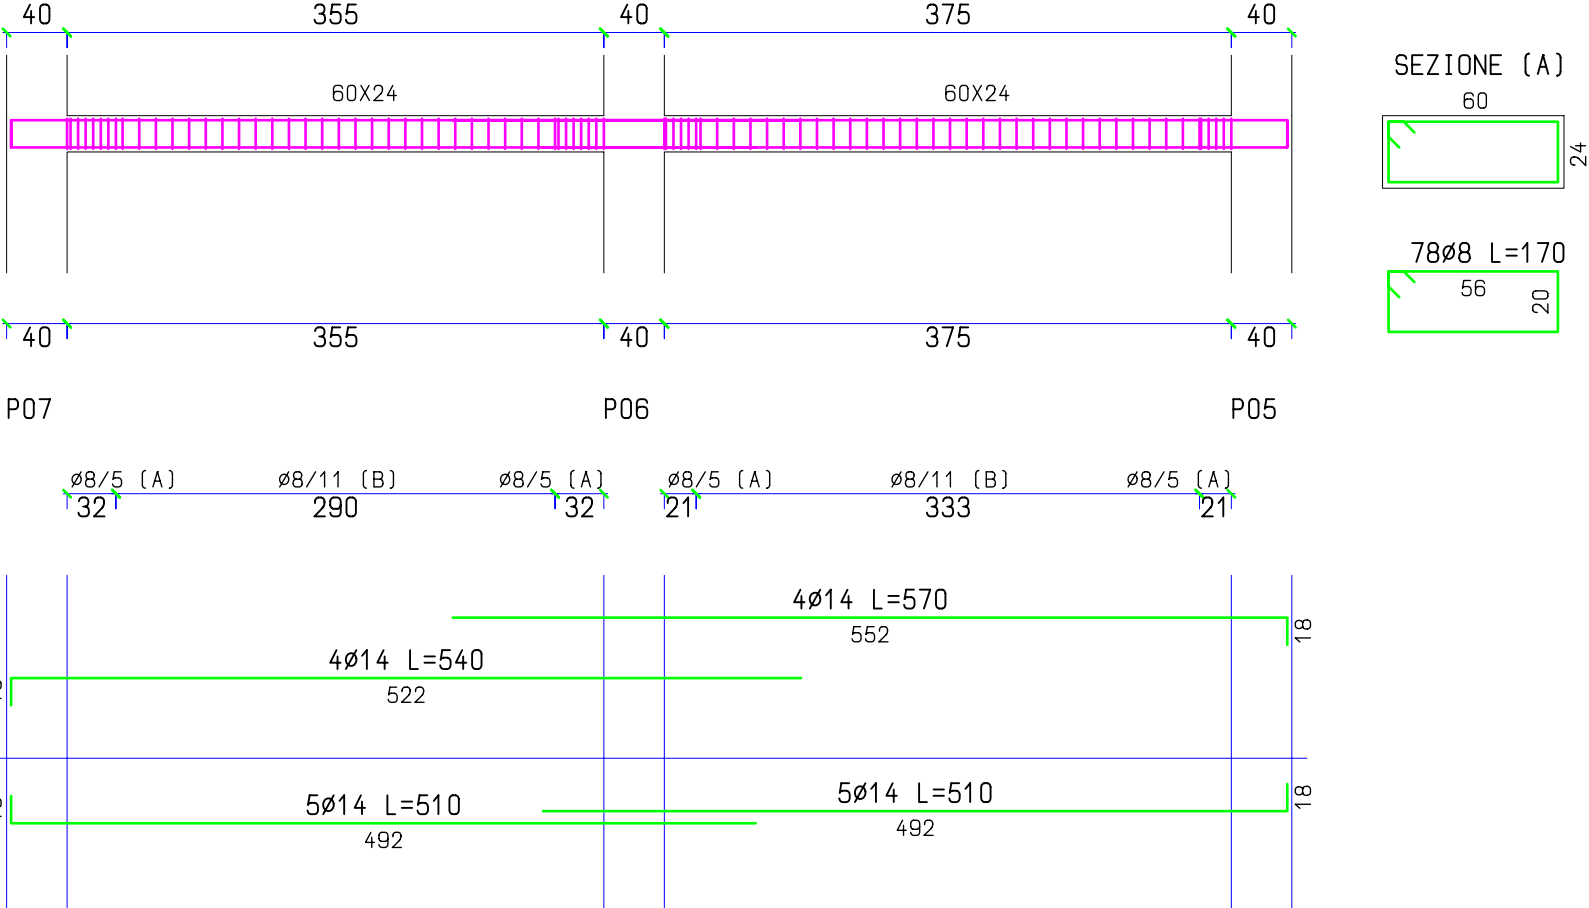 40 355 40 375 40
60X24 60X24
SEZIONE (A)
60
24
78ø8 L=170
56
20
40 355 40 375 40
P07 P06 P05
ø8/5 (A) ø8/11 (B) ø8/5 (A) ø8/5 (A) ø8/11 (B) ø8/5 (A)
32 290 32 21 333 21
4ø14 L=570
552
18
4ø14 L=540
522
5ø14 L=510
492
18
5ø14 L=510
492